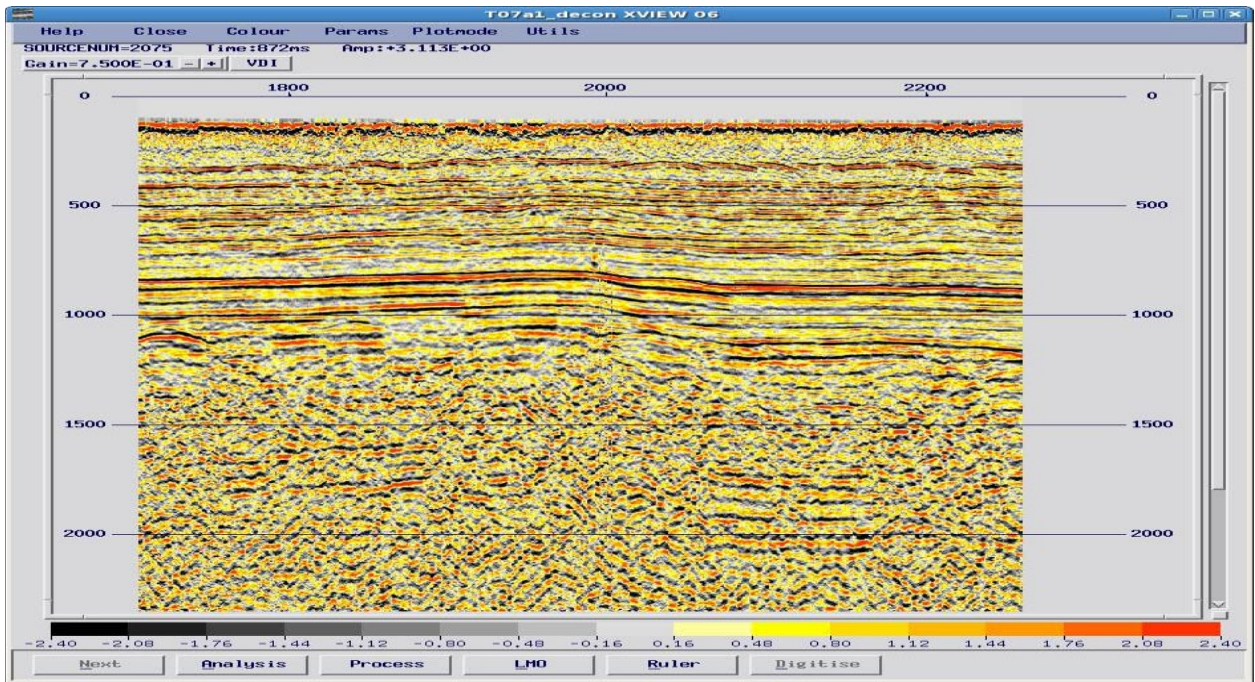 T07a1_decon XVIEW 06
Help Close Colour Params Plotmode Utils
SOURCENUM=2075 Time:872ms Amp:+3.113E+00
Gain=7.500E-01 - + VDI
1800 2000 2200
0 0
500 500
1000 1000
1500 1500
2000 2000
-2.40 -2.08 -1.76 -1.44 -1.12 -0.80 -0.48 -0.16 0.16 0.48 0.80 1.12 1.44 1.76 2.08 2.40
Next Analysis Process LMO Ruler Digitise